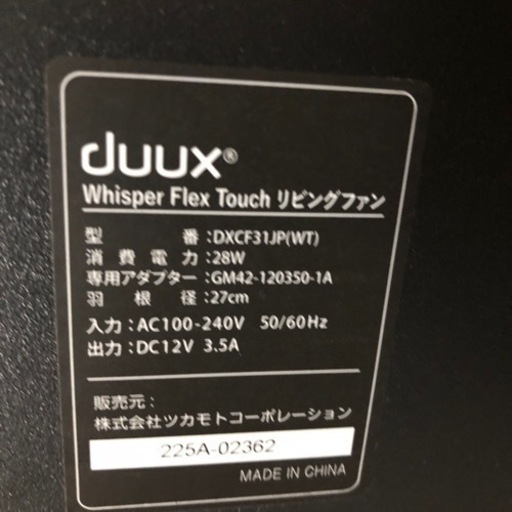 duux®
Whisper Flex Touch リビングファン
型番:DXCF31JP(WT)
消費電力:28W
専用アダプター:GM42-120350-1A
羽根径:27cm
入力:AC100-240V 50/60Hz
出力:DC12V 3.5A
販売元:
株式会社ツカモトコーポレーション
225A-02362
MADE IN CHINA